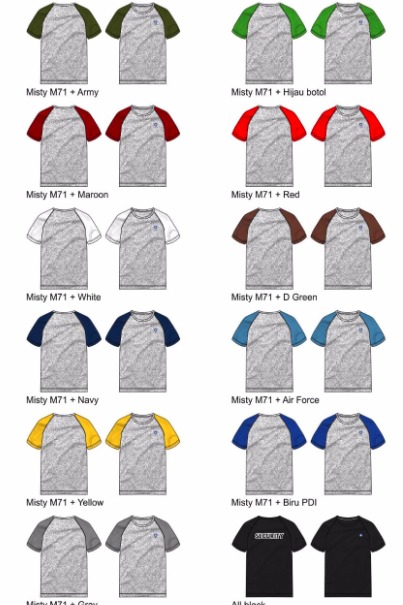 Misty M71 + Army
Misty M71 + Hijau botol
Misty M71 + Maroon
Misty M71 + Red
Misty M71 + White
Misty M71 + D Green
Misty M71 + Navy
Misty M71 + Air Force
Misty M71 + Yellow
Misty M71 + Biru PDI
SECURITY
Misty M71 + Gray
All black